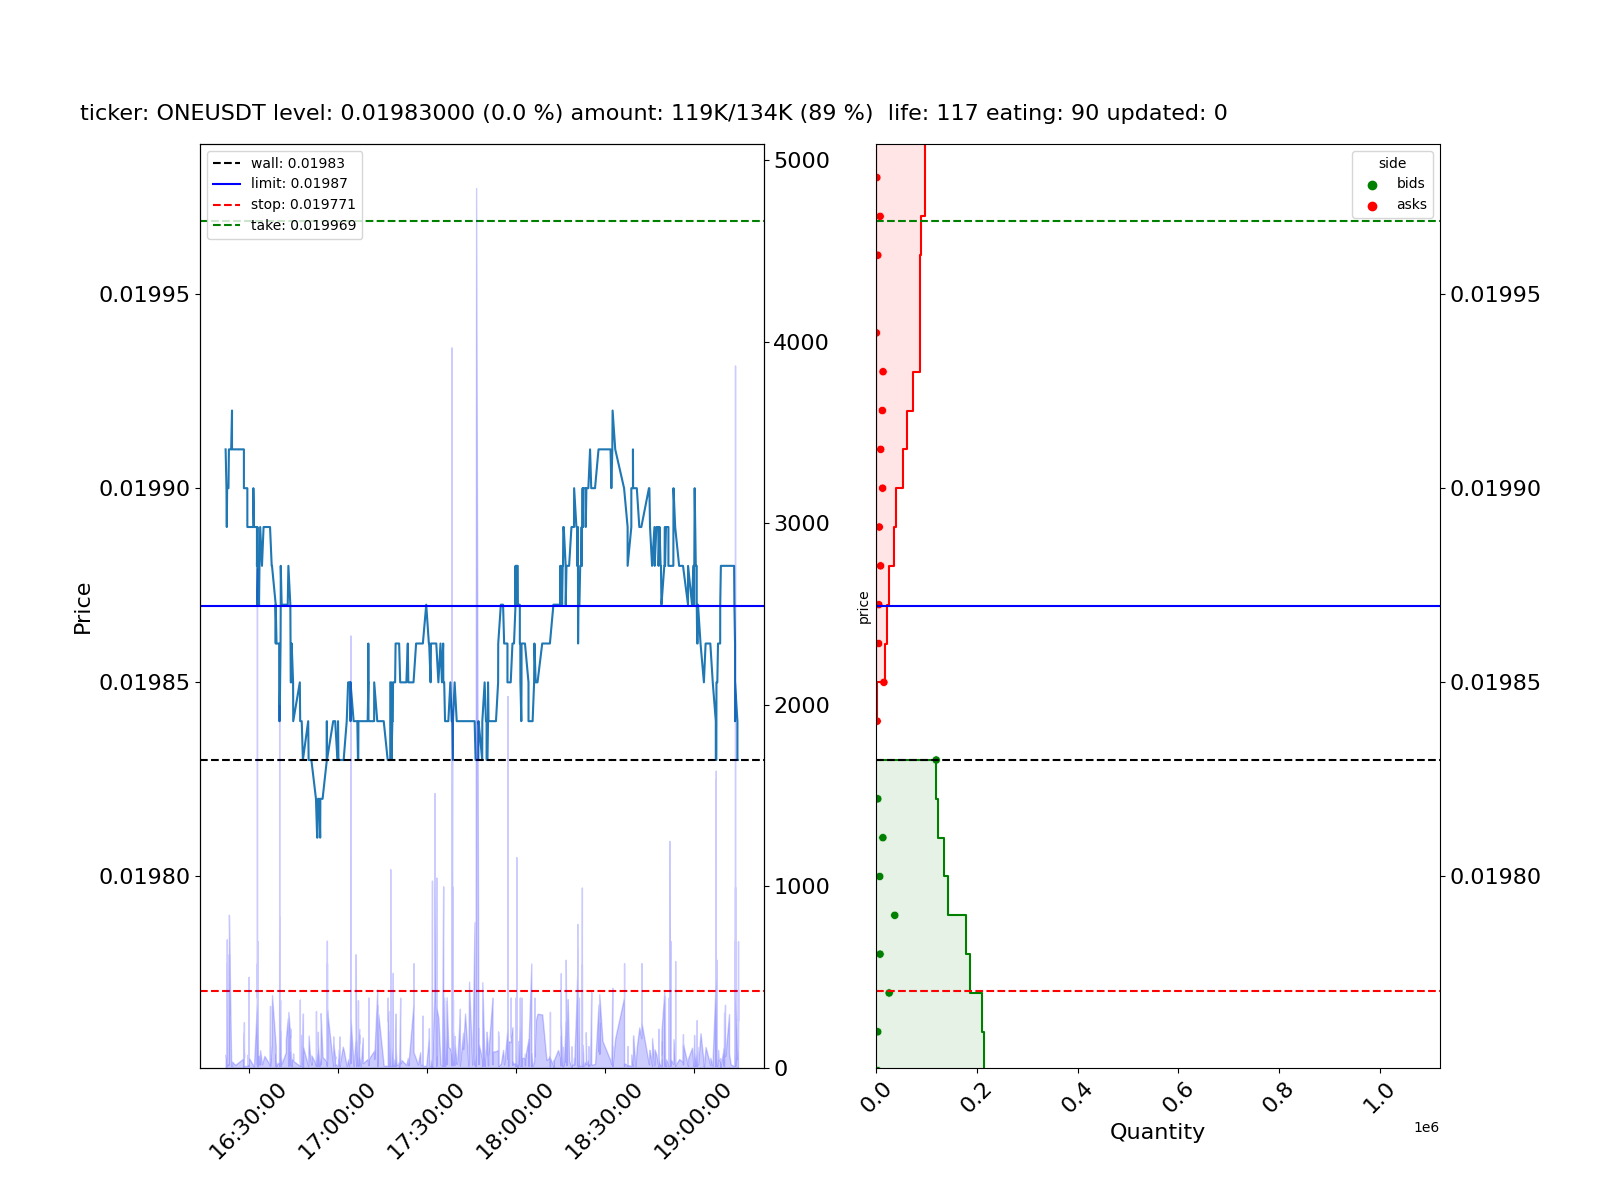 ticker: ONEUSDT level: 0.01983000 (0.0 %) amount: 119K/134K (89 %)  life: 117 eating: 90 updated: 0
wall: 0.01983
limit: 0.01987
stop: 0.019771
take: 0.019969
0.01995
0.01990
0.01985
0.01980
Price
5000
4000
3000
2000
1000
0
16:30:00
17:00:00
17:30:00
18:00:00
18:30:00
19:00:00
side
bids
asks
price
0.01995
0.01990
0.01985
0.01980
0.0
0.2
0.4
0.6
0.8
1.0
1e6
Quantity